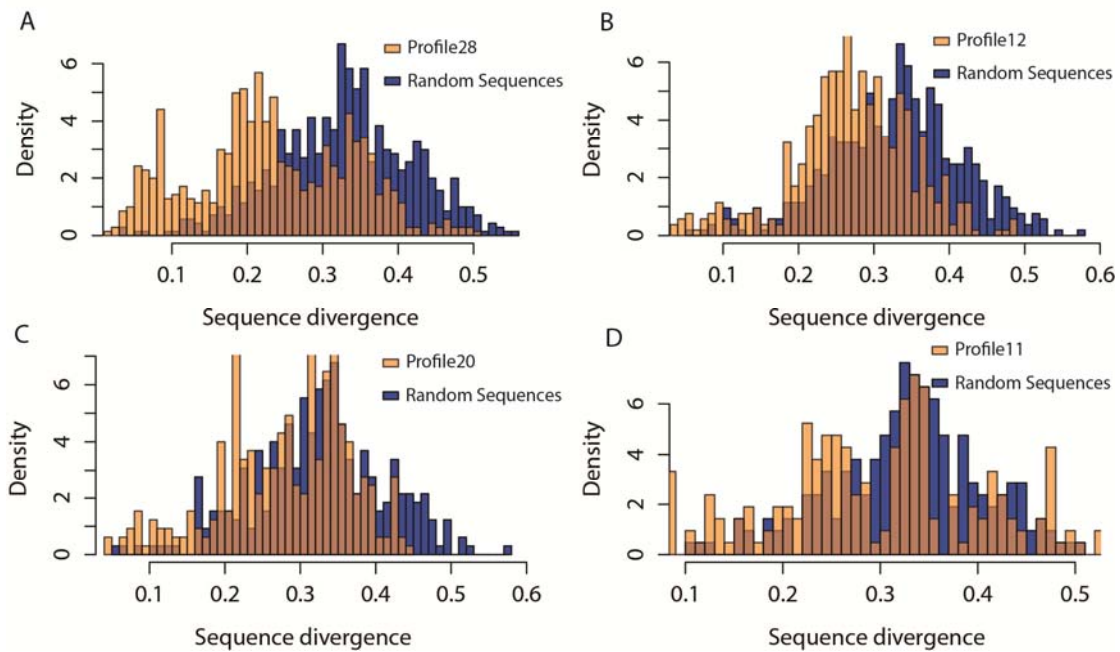 A
Profile28
Random Sequences
Density
6
4
2
0
0.1 0.2 0.3 0.4 0.5
Sequence divergence
B
Profile12
Random Sequences
Density
6
4
2
0
0.1 0.2 0.3 0.4 0.5 0.6
Sequence divergence
C
Profile20
Random Sequences
Density
6
4
2
0
0.1 0.2 0.3 0.4 0.5 0.6
Sequence divergence
D
Profile11
Random Sequences
Density
6
4
2
0
0.1 0.2 0.3 0.4 0.5
Sequence divergence